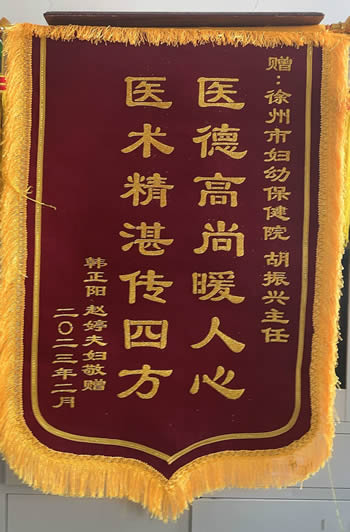 赠：徐州市妇幼保健院 胡振兴主任
医德高尚暖人心
医术精湛传四方
韩正阳 赵婷夫妇敬赠
二〇二三年二月